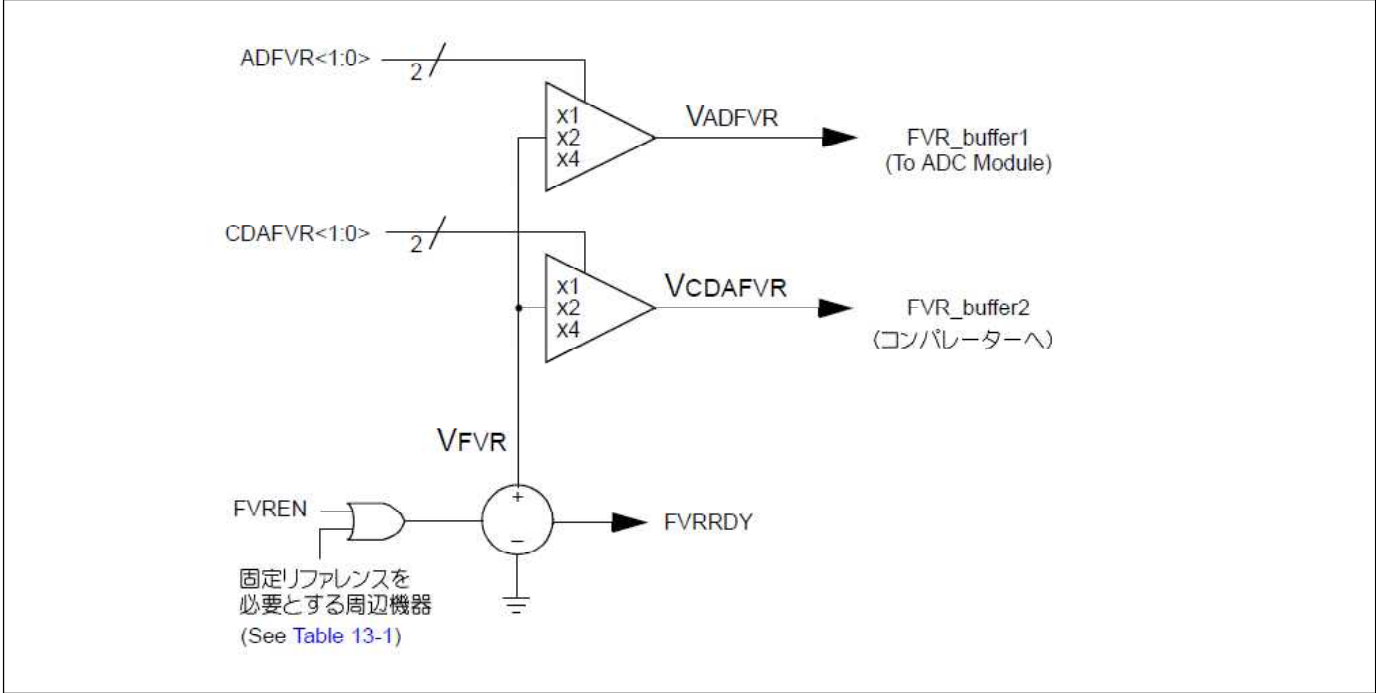 ADFVR<1:0>
2
X1
X2
X4
VADFVR
FVR_buffer1
(To ADC Module)
CDAFVR<1:0>
2
X1
X2
X4
VCDAFVR
FVR_buffer2
(コンパレーターへ)
VFVR
FVREN
+
−
FVRRDY
固定リファレンスを
必要とする周辺機器
(See Table 13-1)